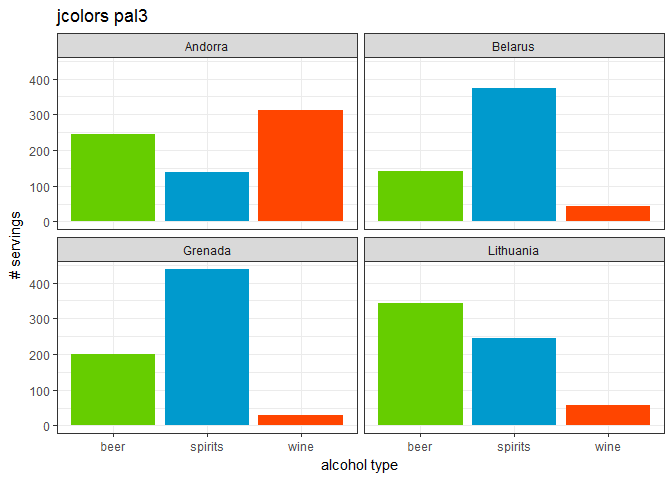 jcolors pal3
Andorra
Belarus
400
300
200
100
0
Grenada
Lithuania
400
300
200
100
0
# servings
beer
spirits
wine
beer
spirits
wine
alcohol type